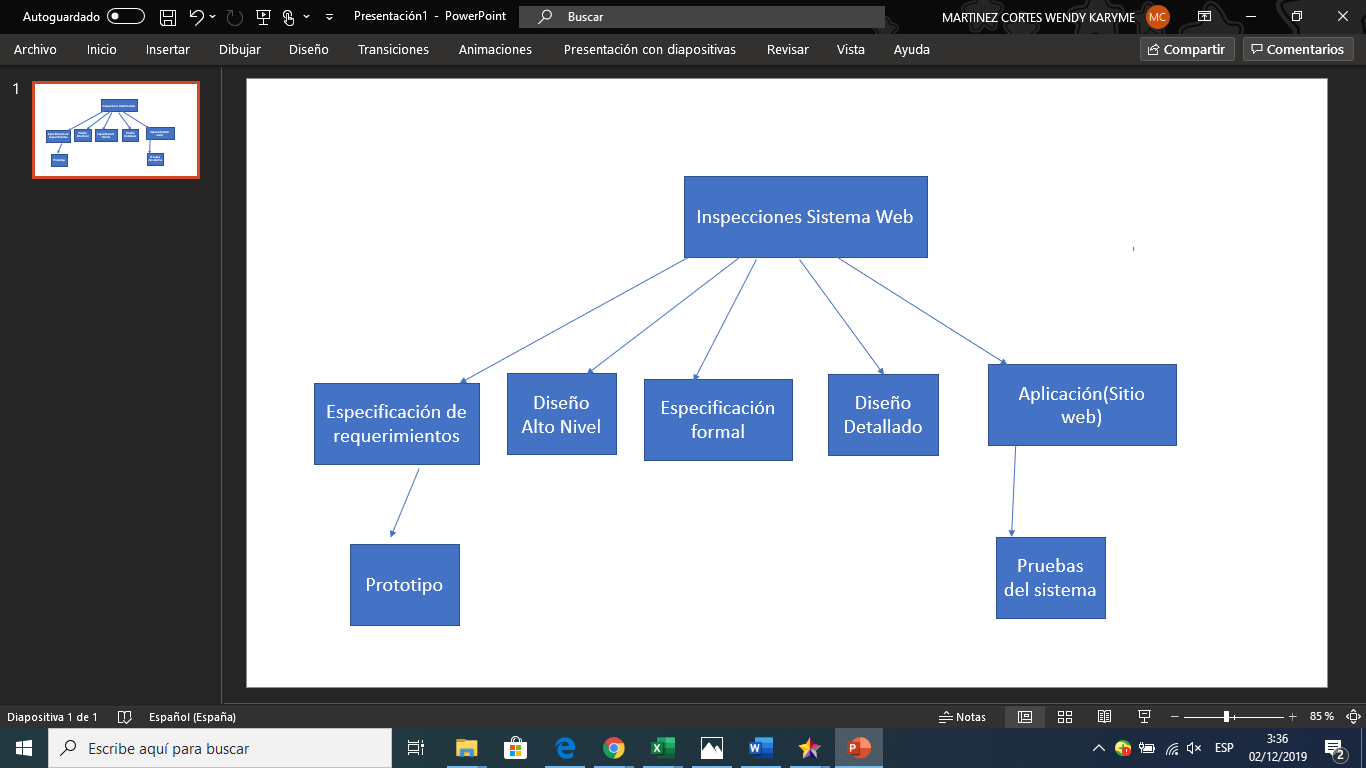 Autoguardado
Presentación1 - PowerPoint
Buscar
MARTINEZ CORTES WENDY KARYME
MC
Archivo
Inicio
Insertar
Dibujar
Diseño
Transiciones
Animaciones
Presentación con diapositivas
Revisar
Vista
Ayuda
Compartir
Comentarios
1
Inspecciones Sistema Web
Especificación de
requerimientos
Diseño
Alto Nivel
Especificación
formal
Diseño
Detallado
Aplicación(Sitio
web)
Prototipo
Pruebas
del sistema
Diapositiva 1 de 1
Español (España)
Notas
85 %
Escribe aquí para buscar
ESP
3:36
02/12/2019
2